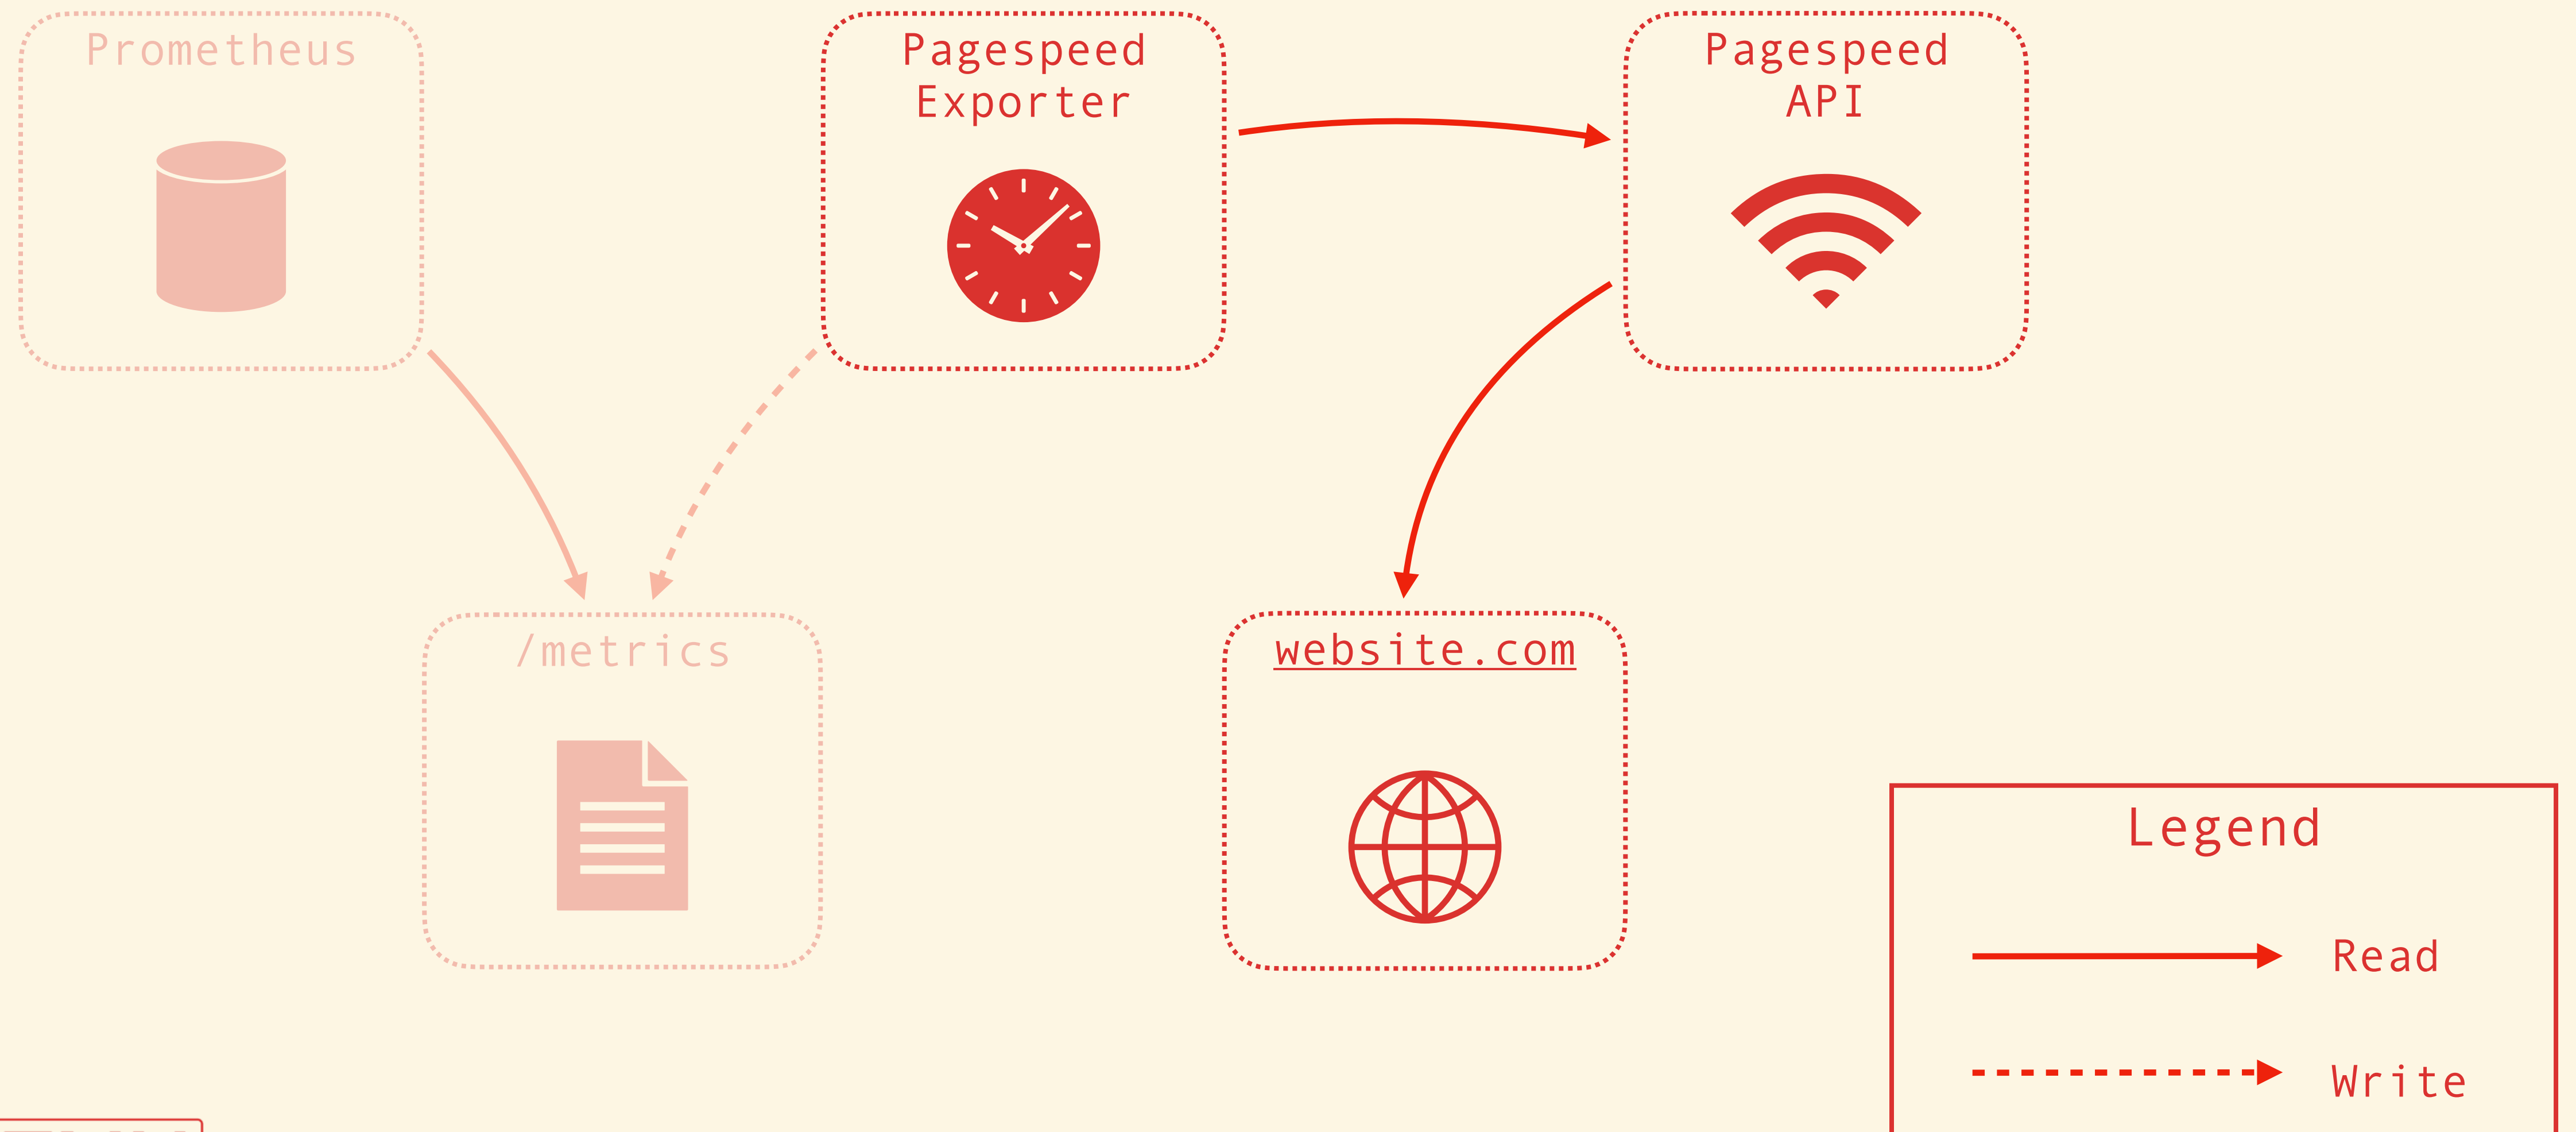 Prometheus
Pagespeed
Exporter
Pagespeed
API
/metrics
website.com
Legend
Read
Write